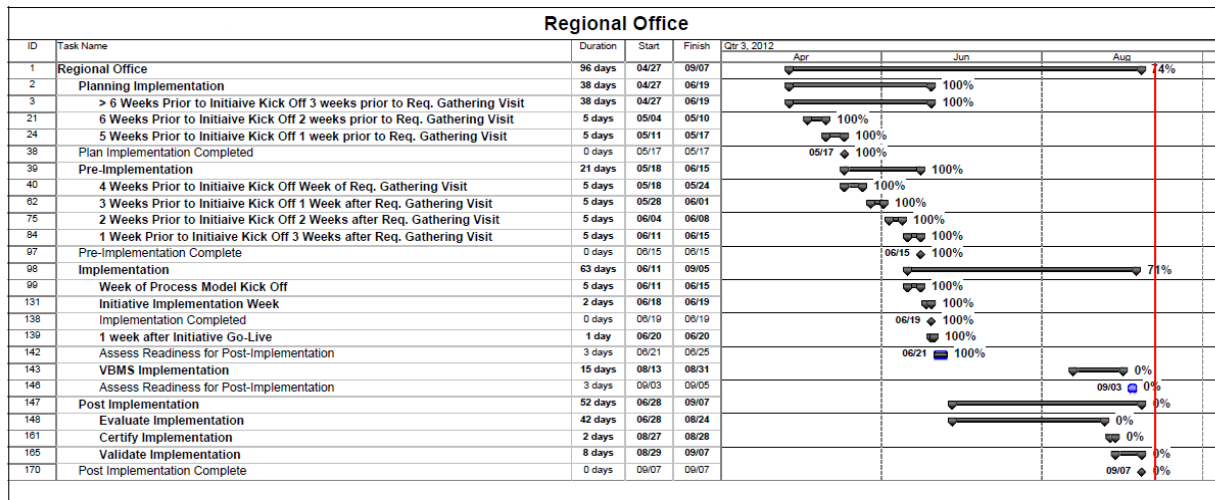 Regional Office
ID Task Name Duration Start Finish Qtr 3, 2012
Apr Jun Aug
1 Regional Office 96 days 04/27 09/07 74%
2 Planning Implementation 38 days 04/27 06/19 100%
3 > 6 Weeks Prior to Initiaive Kick Off 3 weeks prior to Req. Gathering Visit 38 days 04/27 06/19 100%
21 6 Weeks Prior to Initiaive Kick Off 2 weeks prior to Req. Gathering Visit 5 days 05/04 05/10 100%
24 5 Weeks Prior to Initiaive Kick Off 1 week prior to Req. Gathering Visit 5 days 05/11 05/17 100%
38 Plan Implementation Completed 0 days 05/17 05/17 05/17 100%
39 Pre-Implementation 21 days 05/18 06/15 100%
40 4 Weeks Prior to Initiaive Kick Off Week of Req. Gathering Visit 5 days 05/18 05/24 100%
62 3 Weeks Prior to Initiaive Kick Off 1 Week after Req. Gathering Visit 5 days 05/28 06/01 100%
75 2 Weeks Prior to Initiaive Kick Off 2 Weeks after Req. Gathering Visit 5 days 06/04 06/08 100%
84 1 Week Prior to Initiaive Kick Off 3 Weeks after Req. Gathering Visit 5 days 06/11 06/15 100%
97 Pre-Implementation Complete 0 days 06/15 06/15 06/15 100%
98 Implementation 63 days 06/11 09/05 71%
99 Week of Process Model Kick Off 5 days 06/11 06/15 100%
131 Initiative Implementation Week 2 days 06/18 06/19 100%
138 Implementation Completed 0 days 06/19 06/19 06/19 100%
139 1 week after Initiative Go-Live 1 day 06/20 06/20 100%
142 Assess Readiness for Post-Implementation 3 days 06/21 06/25 06/21 100%
143 VBMS Implementation 15 days 08/13 08/31 0%
146 Assess Readiness for Post-Implementation 3 days 09/03 09/05 09/03 0%
147 Post Implementation 52 days 06/28 09/07 0%
148 Evaluate Implementation 42 days 06/28 08/24 0%
161 Certify Implementation 2 days 08/27 08/28 0%
165 Validate Implementation 8 days 08/29 09/07 0%
170 Post Implementation Complete 0 days 09/07 09/07 09/07 0%